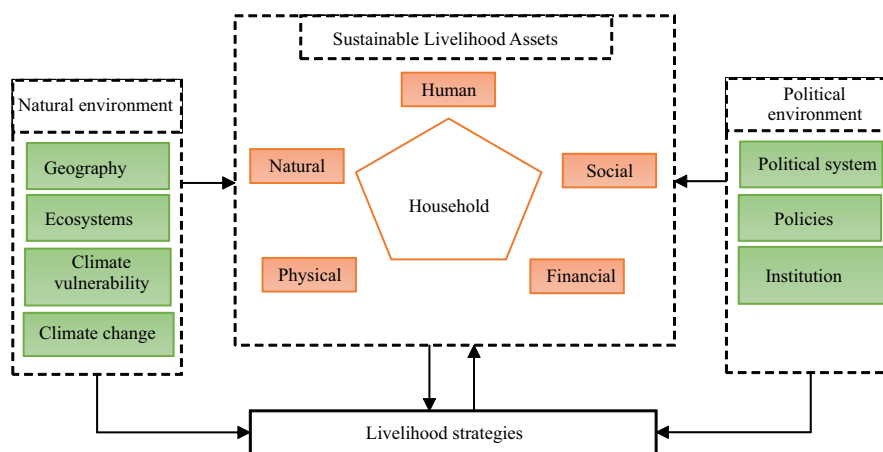 Sustainable Livelihood Assets
Human
Natural
Social
Household
Physical
Financial
Natural environment
Geography
Ecosystems
Climate
vulnerability
Climate change
Political
environment
Political system
Policies
Institution
Livelihood strategies